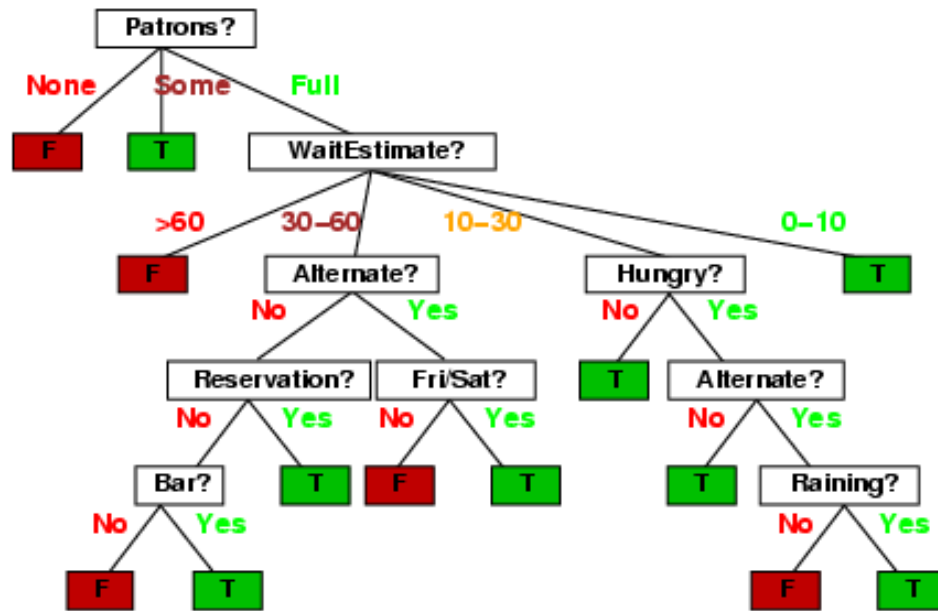 Patrons?
None Some Full
F T WaitEstimate?
>60 30–60 10–30 0–10
F Alternate? Hungry? T
No Yes No Yes
Reservation? Fri/Sat? T Alternate?
No Yes No Yes No Yes
Bar? T F T T Raining?
No Yes No Yes
F T F T